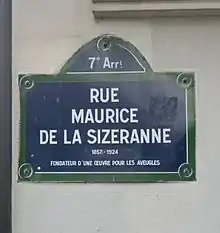 7e Arrt
RUE
MAURICE
DE LA SIZERANNE
1857-1924
FONDATEUR D'UNE ŒUVRE POUR LES AVEUGLES